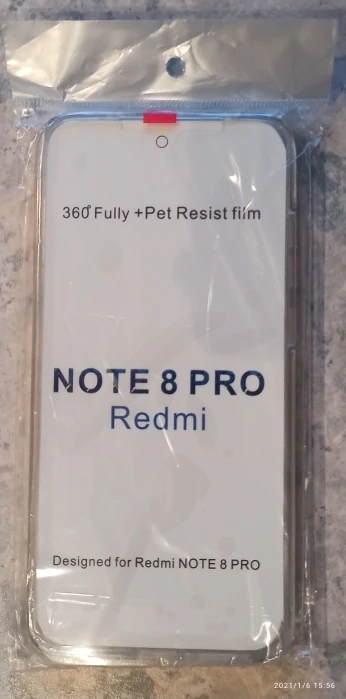 360° Fully +Pet Resist film
NOTE 8 PRO
Redmi
Designed for Redmi NOTE 8 PRO
2021/1/6 15:56